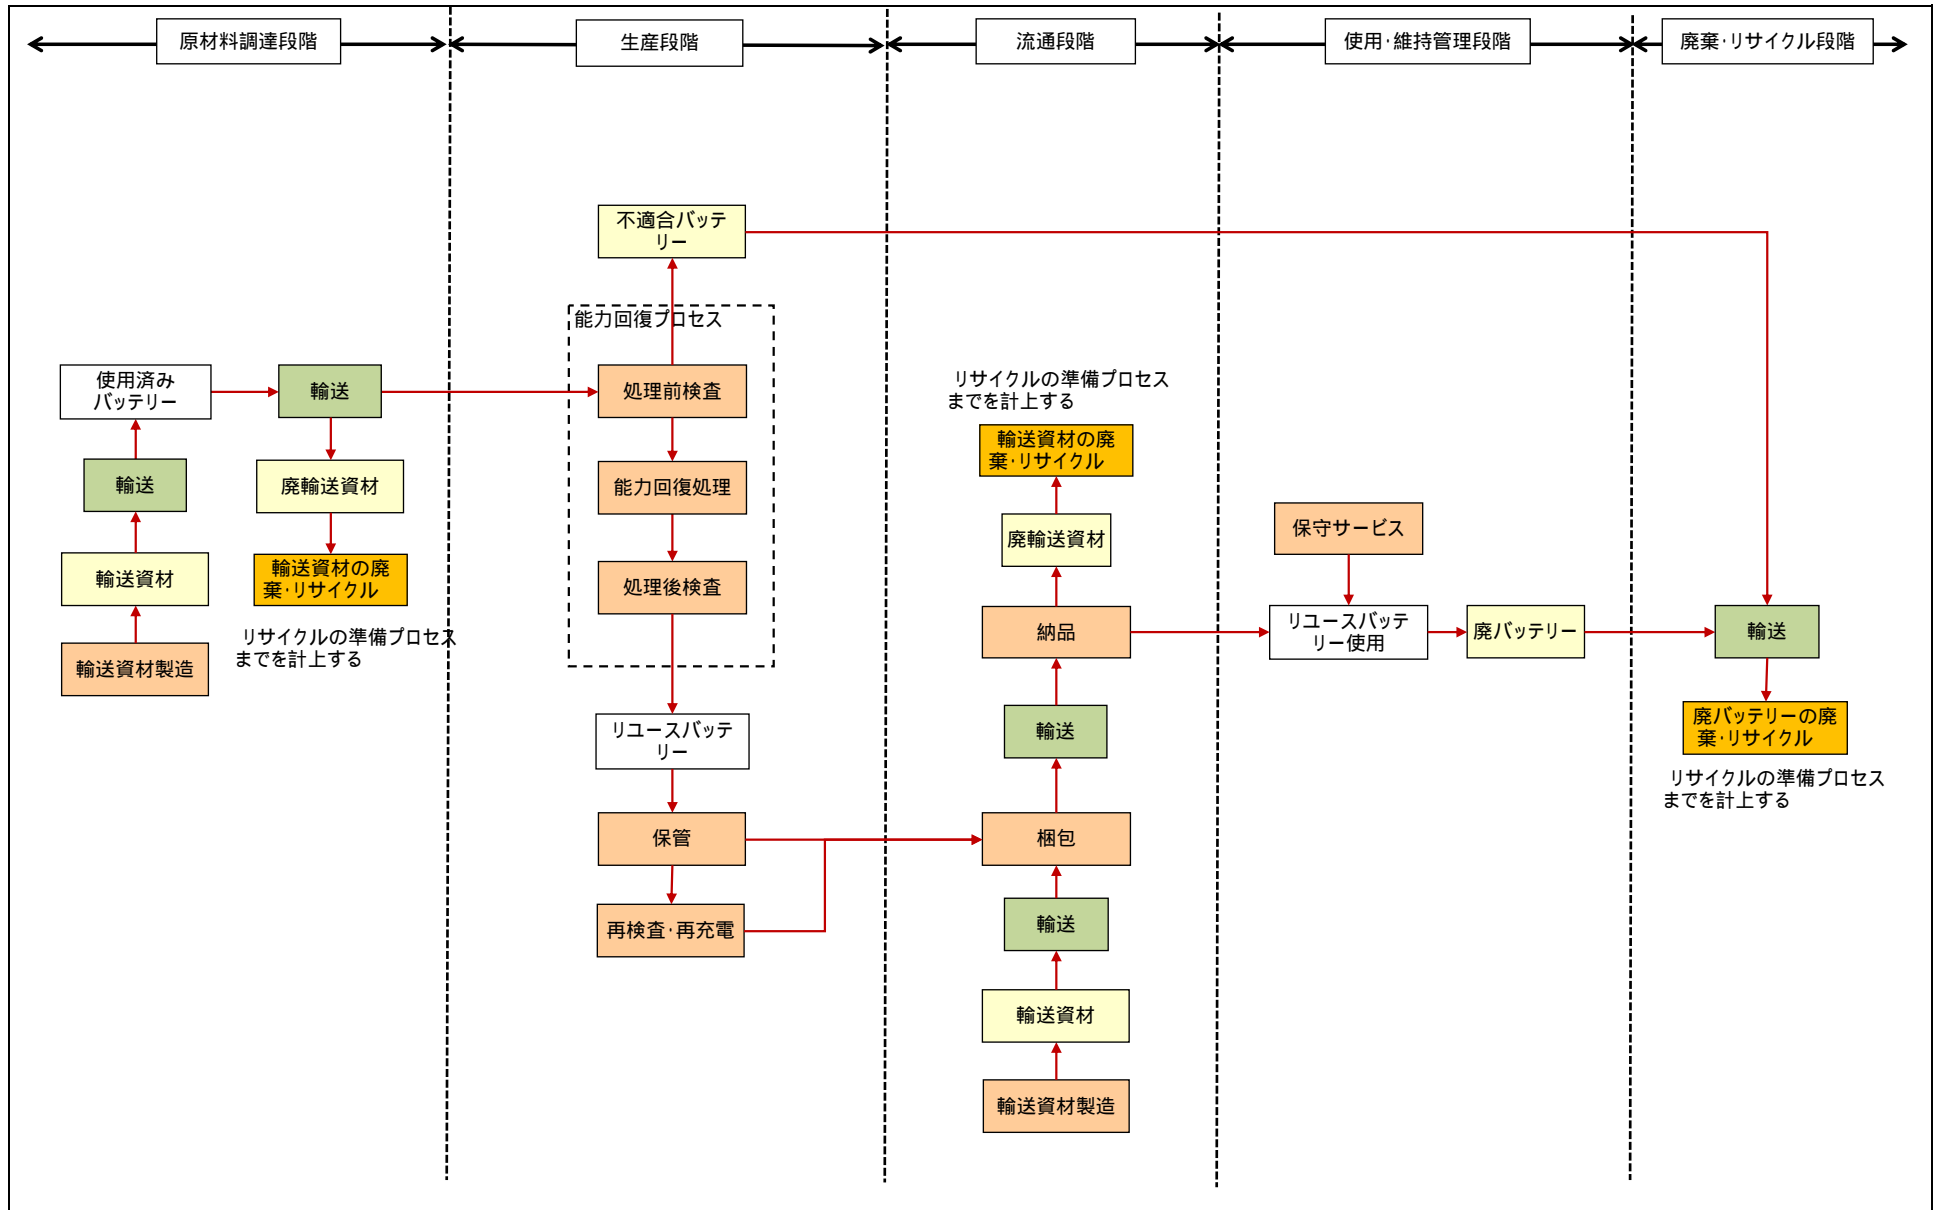 原材料調達段階
生産段階
流通段階
使用・維持管理段階
廃棄・リサイクル段階
使用済み
バッテリー
輸送
輸送資材
輸送資材製造
輸送
廃輸送資材
輸送資材の廃
棄・リサイクル
リサイクルの準備プロセス
までを計上する
不適合バッテ
リー
能力回復プロセス
処理前検査
能力回復処理
処理後検査
リユースバッテ
リー
保管
再検査・再充電
リサイクルの準備プロセス
までを計上する
輸送資材の廃
棄・リサイクル
廃輸送資材
納品
輸送
梱包
輸送
輸送資材
輸送資材製造
保守サービス
リユースバッテ
リー使用
廃バッテリー
輸送
廃バッテリーの廃
棄・リサイクル
リサイクルの準備プロセス
までを計上する